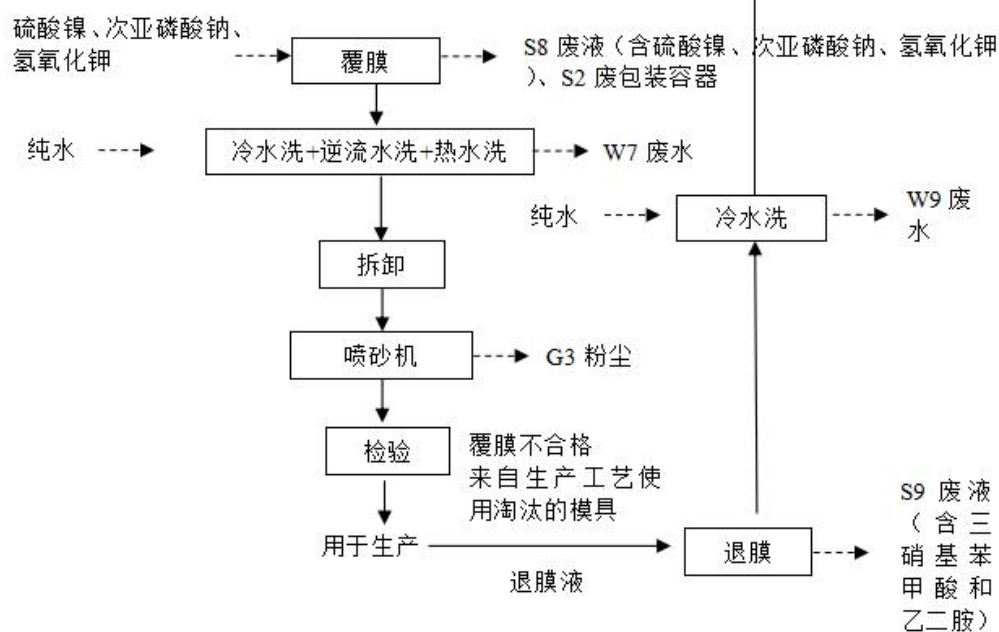 硫酸镍、次亚磷酸钠、
氢氧化钾
覆膜
S8 废液（含硫酸镍、次亚磷酸钠、氢氧化钾
）、S2 废包装容器
纯水
冷水洗+逆流水洗+热水洗
W7 废水
纯水
冷水洗
W9 废
水
拆卸
喷砂机
G3 粉尘
检验
覆膜不合格
来自生产工艺使
用淘汰的模具
用于生产
退膜液
退膜
S9 废液
（含三
硝基苯
甲酸和
乙二胺）